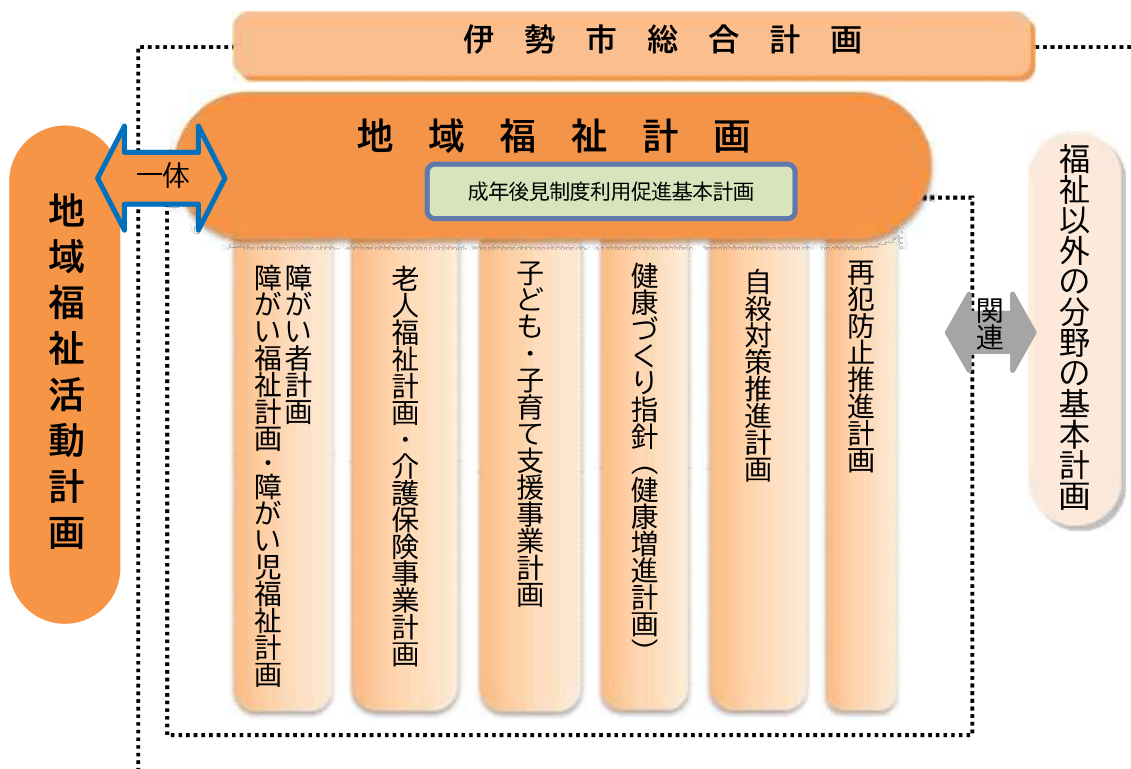 伊勢市総合計画
地域福祉計画
成年後見制度利用促進基本計画
一体
地域福祉活動計画
障がい者計画
障がい福祉計画・障がい児福祉計画
老人福祉計画・介護保険事業計画
子ども・子育て支援事業計画
健康づくり指針（健康増進計画）
自殺対策推進計画
再犯防止推進計画
関連
福祉以外の分野の基本計画